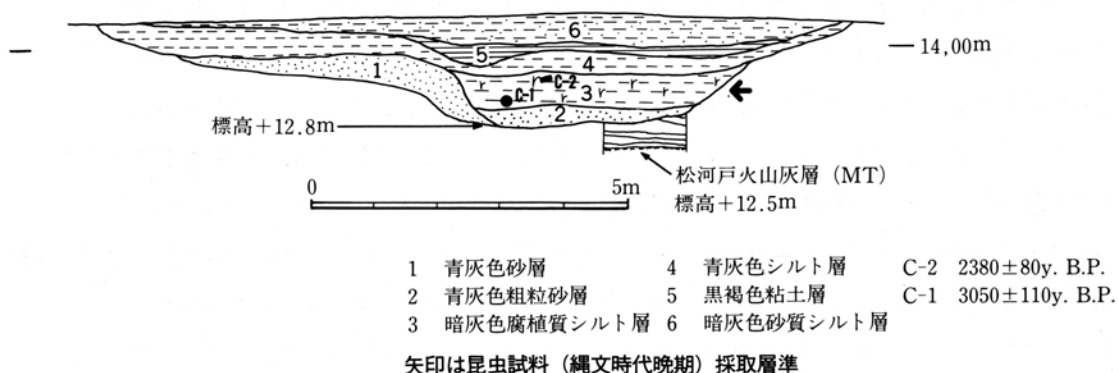 6
14,00m
5
4
1
r C-2
r r 3 r r r
C-1 r
2
標高+12.8m
松河戸火山灰層（MT）
標高+12.5m
0 5m
1 青灰色砂層 4 青灰色シルト層 C-2 2380±80y. B.P.
2 青灰色粗粒砂層 5 黒褐色粘土層 C-1 3050±110y. B.P.
3 暗灰色腐植質シルト層 6 暗灰色砂質シルト層
矢印は昆虫試料（縄文時代晩期）採取層準